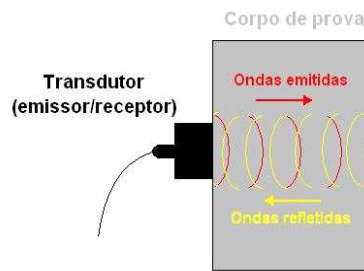 Corpo de prova
Transdutor
(emissor/receptor)
Ondas emitidas
Ondas refletidas